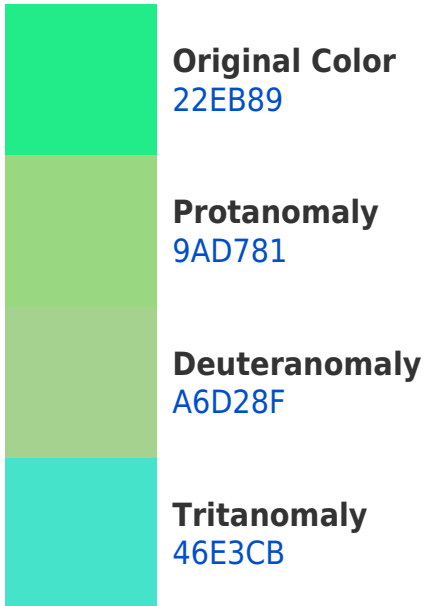 Original Color
22EB89
Protanomaly
9AD781
Deuteranomaly
A6D28F
Tritanomaly
46E3CB